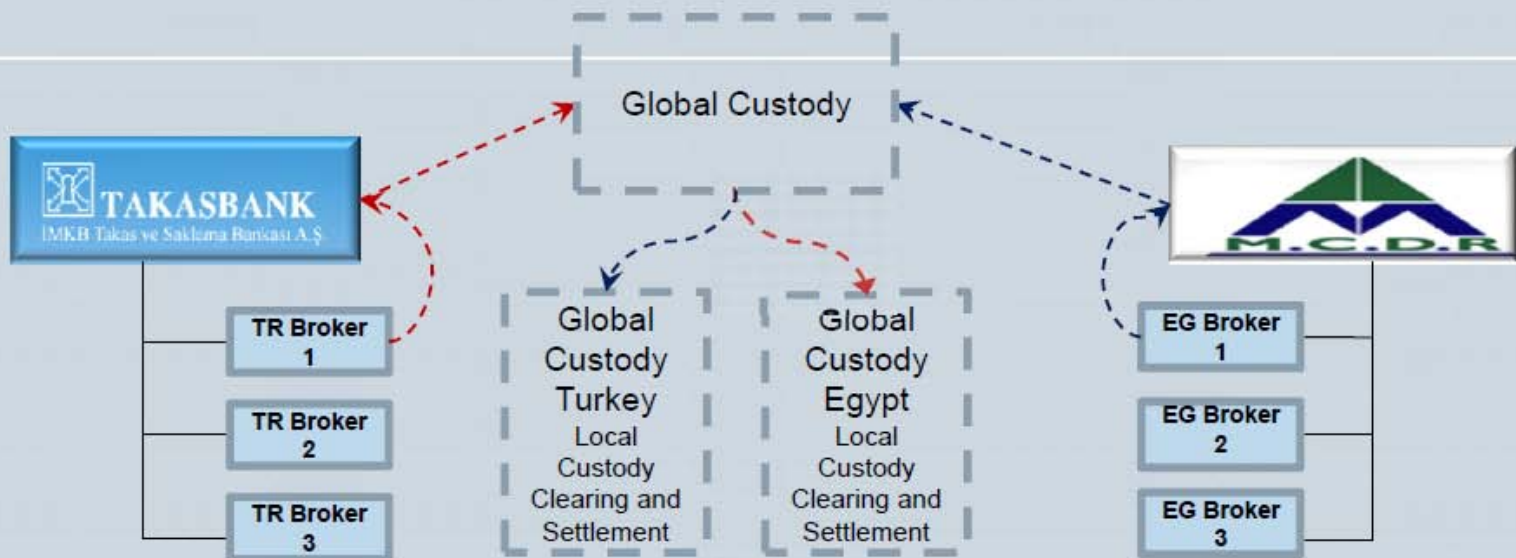 Global Custody
TAKASBANK
İMKB Takas ve Saklama Bankası A.Ş.
M.C.D.R
TR Broker
1
TR Broker
2
TR Broker
3
Global
Custody
Turkey
Local
Custody
Clearing and
Settlement
Global
Custody
Egypt
Local
Custody
Clearing and
Settlement
EG Broker
1
EG Broker
2
EG Broker
3